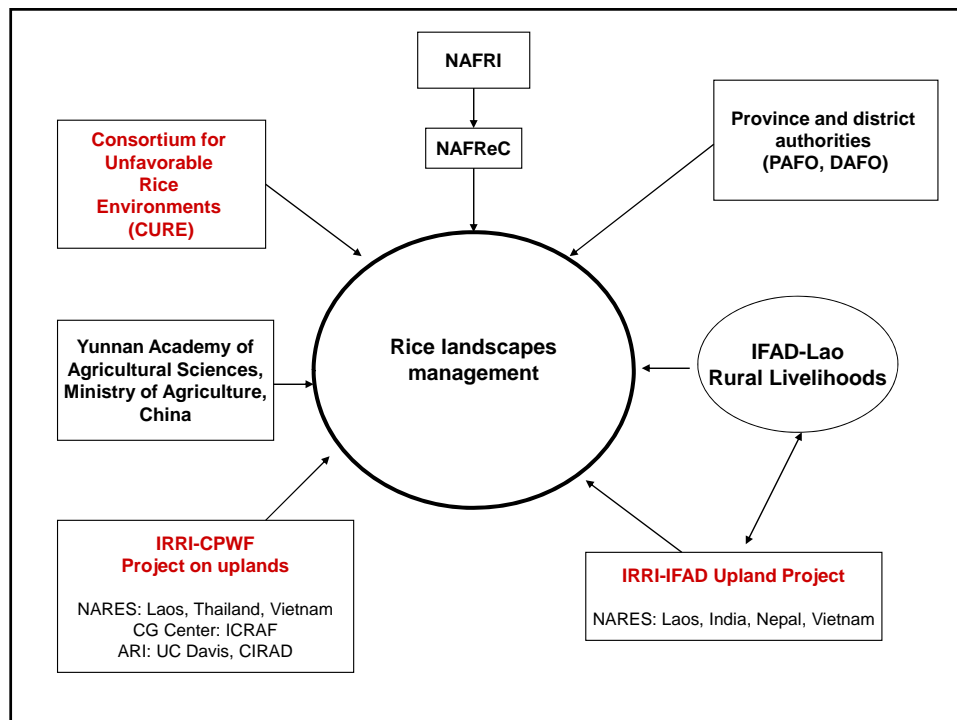 NAFRI
NAFReC
Consortium for
Unfavorable
Rice
Environments
(CURE)
Province and district
authorities
(PAFO, DAFO)
Yunnan Academy of
Agricultural Sciences,
Ministry of Agriculture,
China
Rice landscapes
management
IFAD-Lao
Rural Livelihoods
IRRI-CPWF
Project on uplands
NARES: Laos, Thailand, Vietnam
CG Center: ICRAF
ARI: UC Davis, CIRAD
IRRI-IFAD Upland Project
NARES: Laos, India, Nepal, Vietnam